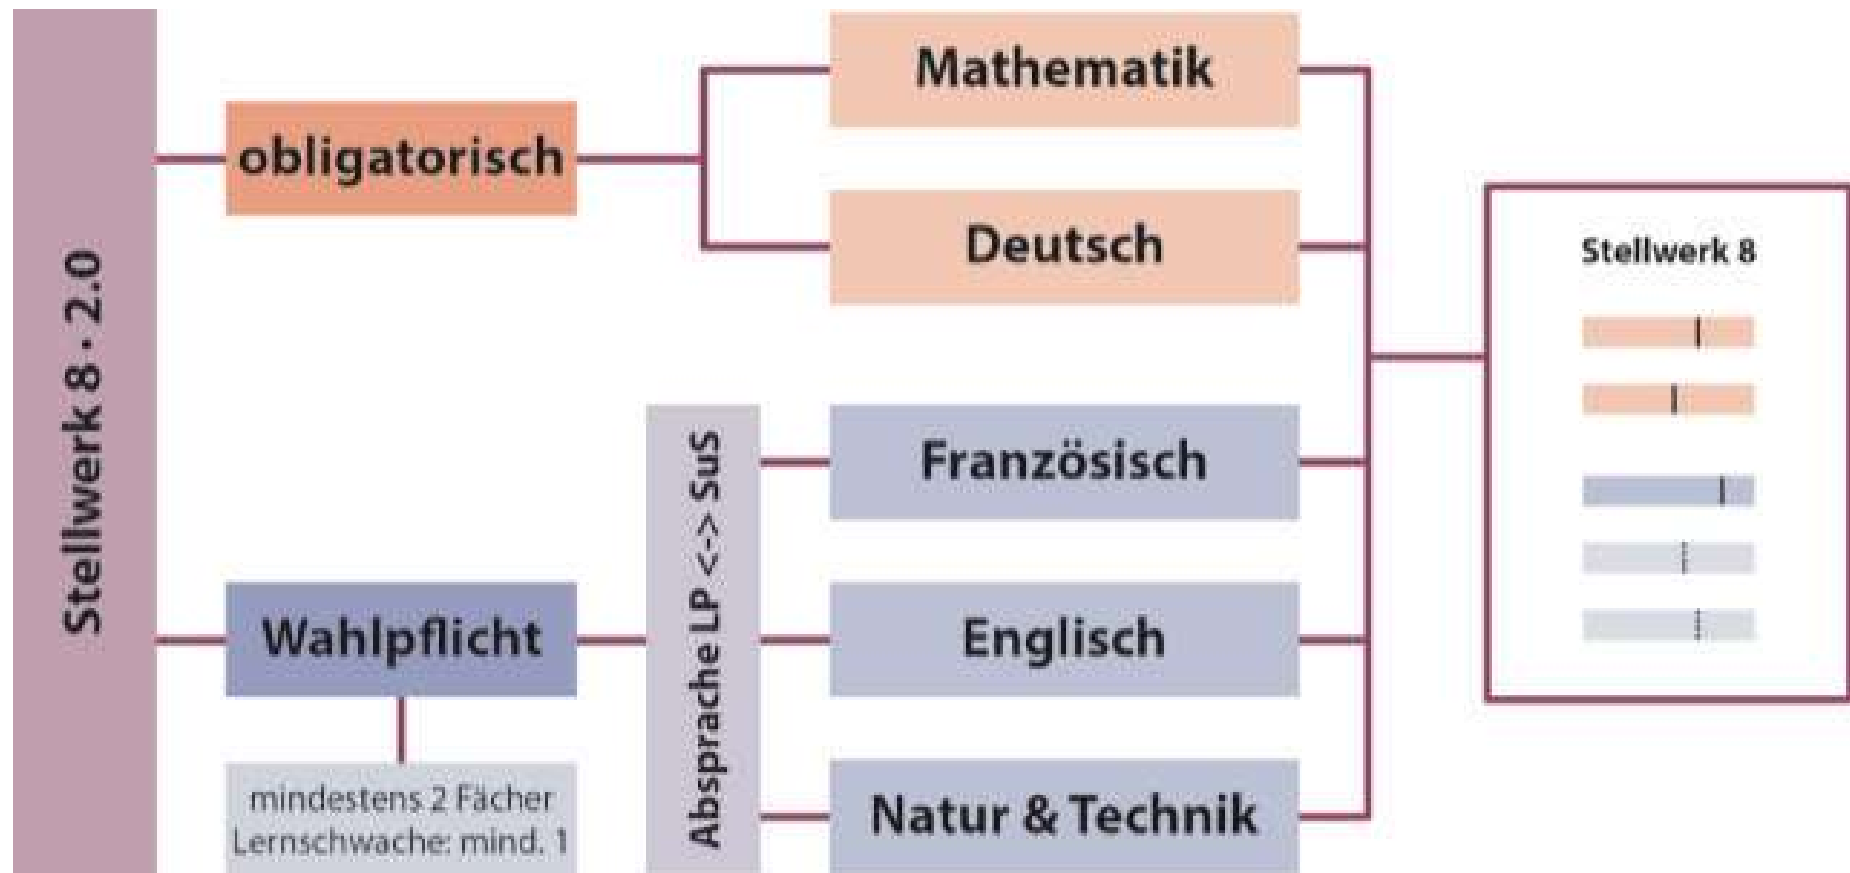 Stellwerk 8 · 2.0
obligatorisch
Mathematik
Deutsch
Wahlpflicht
mindestens 2 Fächer
Lernschwache: mind. 1
Absprache LP <-> SuS
Französisch
Englisch
Natur & Technik
Stellwerk 8